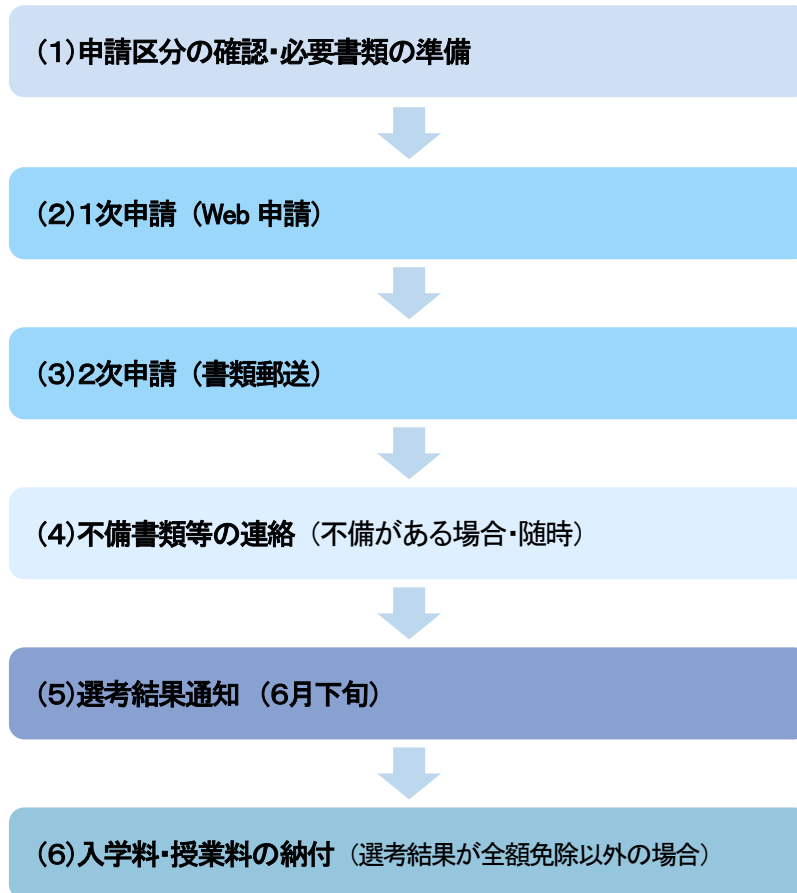 （1）申請区分の確認・必要書類の準備
（2）1次申請（Web 申請）
（3）2次申請（書類郵送）
（4）不備書類等の連絡（不備がある場合・随時）
（5）選考結果通知（6月下旬）
（6）入学料・授業料の納付（選考結果が全額免除以外の場合）